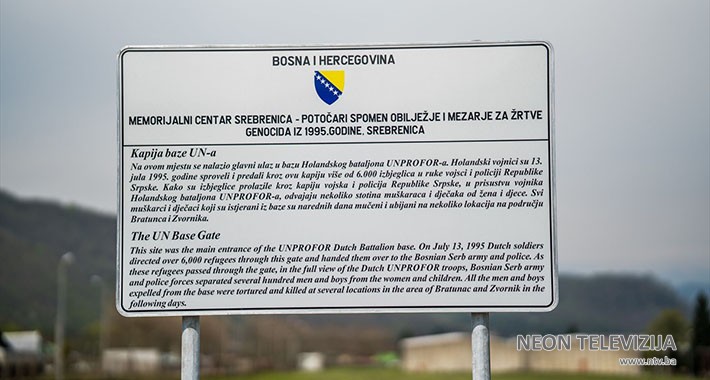 BOSNA I HERCEGOVINA
MEMORIJALNI CENTAR SREBRENICA - POTOČARI SPOMEN OBILJEŽJE I MEZARJE ZA ŽRTVE
GENOCIDA IZ 1995.GODINE, SREBRENICA
Kapija baze UN-a
Na ovom mjestu se nalazio glavni ulaz u bazu Holandskog bataljona UNPROFOR-a. Holandski vojnici su 13.
jula 1995. godine sproveli i predali kroz ovu kapiju više od 6.000 izbjeglica u ruke vojsci i policiji Republike
Srpske. Kako su izbjeglice prolazile kroz kapiju vojska i policija Republike Srpske, u prisustvu vojnika
Holandskog bataljona UNPROFOR-a, odvajaju nekoliko stotina muškaraca i dječaka od žena i djece. Svi
muškarci i dječaci koji su istjerani iz baze su narednih dana mučeni i ubijani na nekoliko lokacija na području
Bratunca i Zvornika.
The UN Base Gate
This site was the main entrance of the UNPROFOR Dutch Battalion base. On July 13, 1995 Dutch soldiers
directed over 6,000 refugees through this gate and handed them over to the Bosnian Serb army and police. As
these refugees passed through the gate, in the full view of the Dutch UNPROFOR troops, Bosnian Serb army
and police forces separated several hundred men and boys from the women and children. All the men and boys
expelled from the base were tortured and killed at several locations in the area of Bratunac and Zvornik in the
following days.
NEON TELEVIZIJA
www.ntv.ba